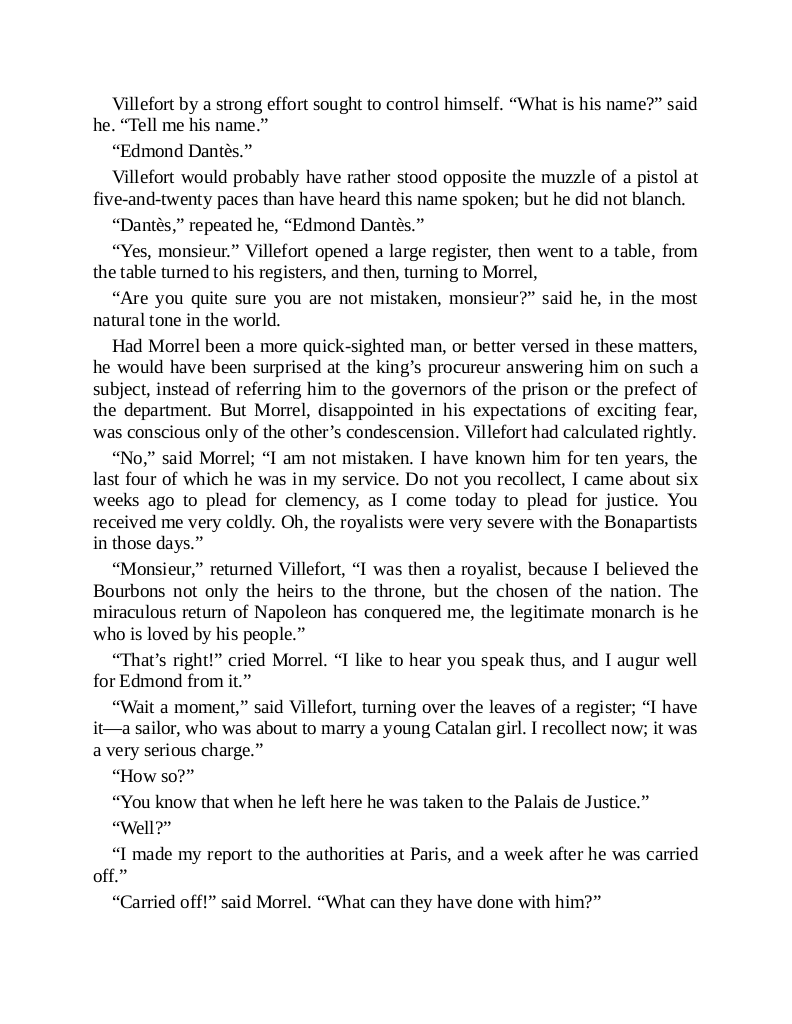 Villefort by a strong effort sought to control himself. “What is his name?” said
he. “Tell me his name.”
“Edmond Dantès.”
Villefort would probably have rather stood opposite the muzzle of a pistol at
five-and-twenty paces than have heard this name spoken; but he did not blanch.
“Dantès,” repeated he, “Edmond Dantès.”
“Yes, monsieur.” Villefort opened a large register, then went to a table, from
the table turned to his registers, and then, turning to Morrel,
“Are you quite sure you are not mistaken, monsieur?” said he, in the most
natural tone in the world.
Had Morrel been a more quick-sighted man, or better versed in these matters,
he would have been surprised at the king’s procureur answering him on such a
subject, instead of referring him to the governors of the prison or the prefect of
the department. But Morrel, disappointed in his expectations of exciting fear,
was conscious only of the other’s condescension. Villefort had calculated rightly.
“No,” said Morrel; “I am not mistaken. I have known him for ten years, the
last four of which he was in my service. Do not you recollect, I came about six
weeks ago to plead for clemency, as I come today to plead for justice. You
received me very coldly. Oh, the royalists were very severe with the Bonapartists
in those days.”
“Monsieur,” returned Villefort, “I was then a royalist, because I believed the
Bourbons not only the heirs to the throne, but the chosen of the nation. The
miraculous return of Napoleon has conquered me, the legitimate monarch is he
who is loved by his people.”
“That’s right!” cried Morrel. “I like to hear you speak thus, and I augur well
for Edmond from it.”
“Wait a moment,” said Villefort, turning over the leaves of a register; “I have
it—a sailor, who was about to marry a young Catalan girl. I recollect now; it was
a very serious charge.”
“How so?”
“You know that when he left here he was taken to the Palais de Justice.”
“Well?”
“I made my report to the authorities at Paris, and a week after he was carried
off.”
“Carried off!” said Morrel. “What can they have done with him?”